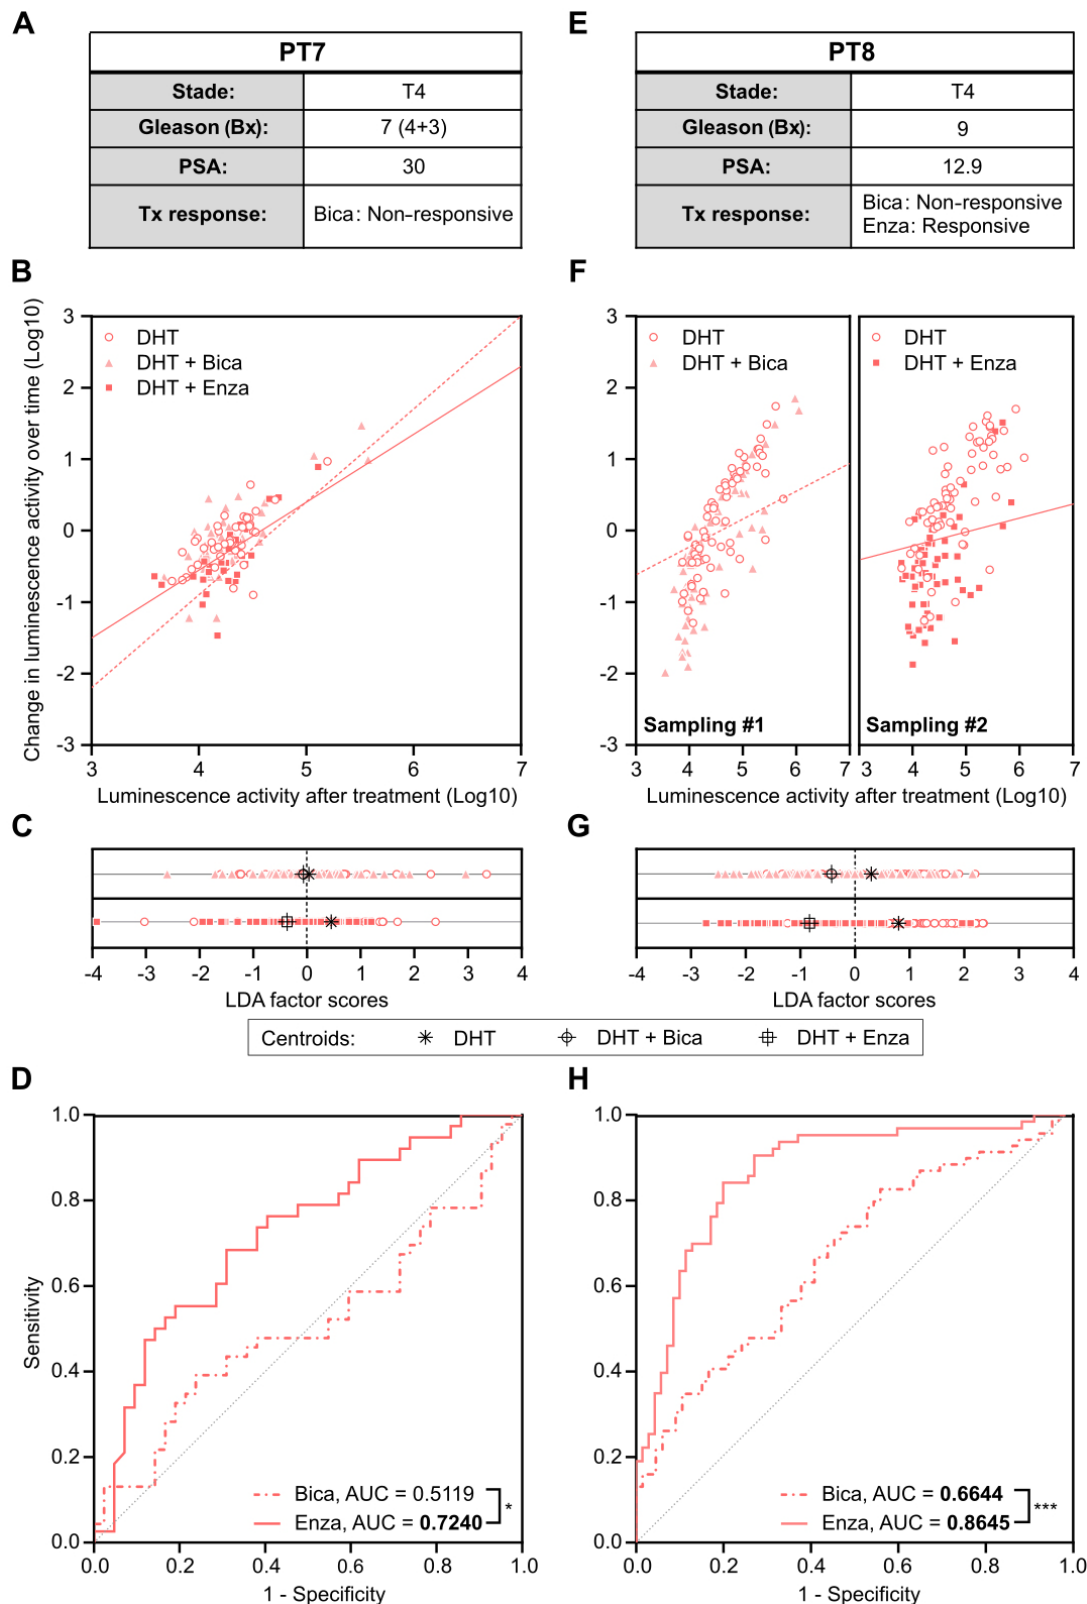 A
PT7
Stade: T4
Gleason (Bx): 7 (4+3)
PSA: 30
Tx response: Bica: Non-responsive
E
PT8
Stade: T4
Gleason (Bx): 9
PSA: 12.9
Tx response: Bica: Non-responsive
Enza: Responsive
B
Change in luminescence activity over time (Log10)
3
2
1
0
-1
-2
-3
DHT
DHT + Bica
DHT + Enza
3 4 5 6 7
Luminescence activity after treatment (Log10)
F
3
2
1
0
-1
-2
-3
DHT
DHT + Bica
Sampling #1
DHT
DHT + Enza
Sampling #2
3 4 5 6 7 3 4 5 6 7
Luminescence activity after treatment (Log10)
C
-4 -3 -2 -1 0 1 2 3 4
LDA factor scores
G
-4 -3 -2 -1 0 1 2 3 4
LDA factor scores
Centroids: DHT DHT + Bica DHT + Enza
D
Sensitivity
1.0
0.8
0.6
0.4
0.2
0.0
Bica, AUC = 0.5119
Enza, AUC = 0.7240
*
0.0 0.2 0.4 0.6 0.8 1.0
1 - Specificity
H
1.0
0.8
0.6
0.4
0.2
0.0
Bica, AUC = 0.6644
Enza, AUC = 0.8645
***
0.0 0.2 0.4 0.6 0.8 1.0
1 - Specificity